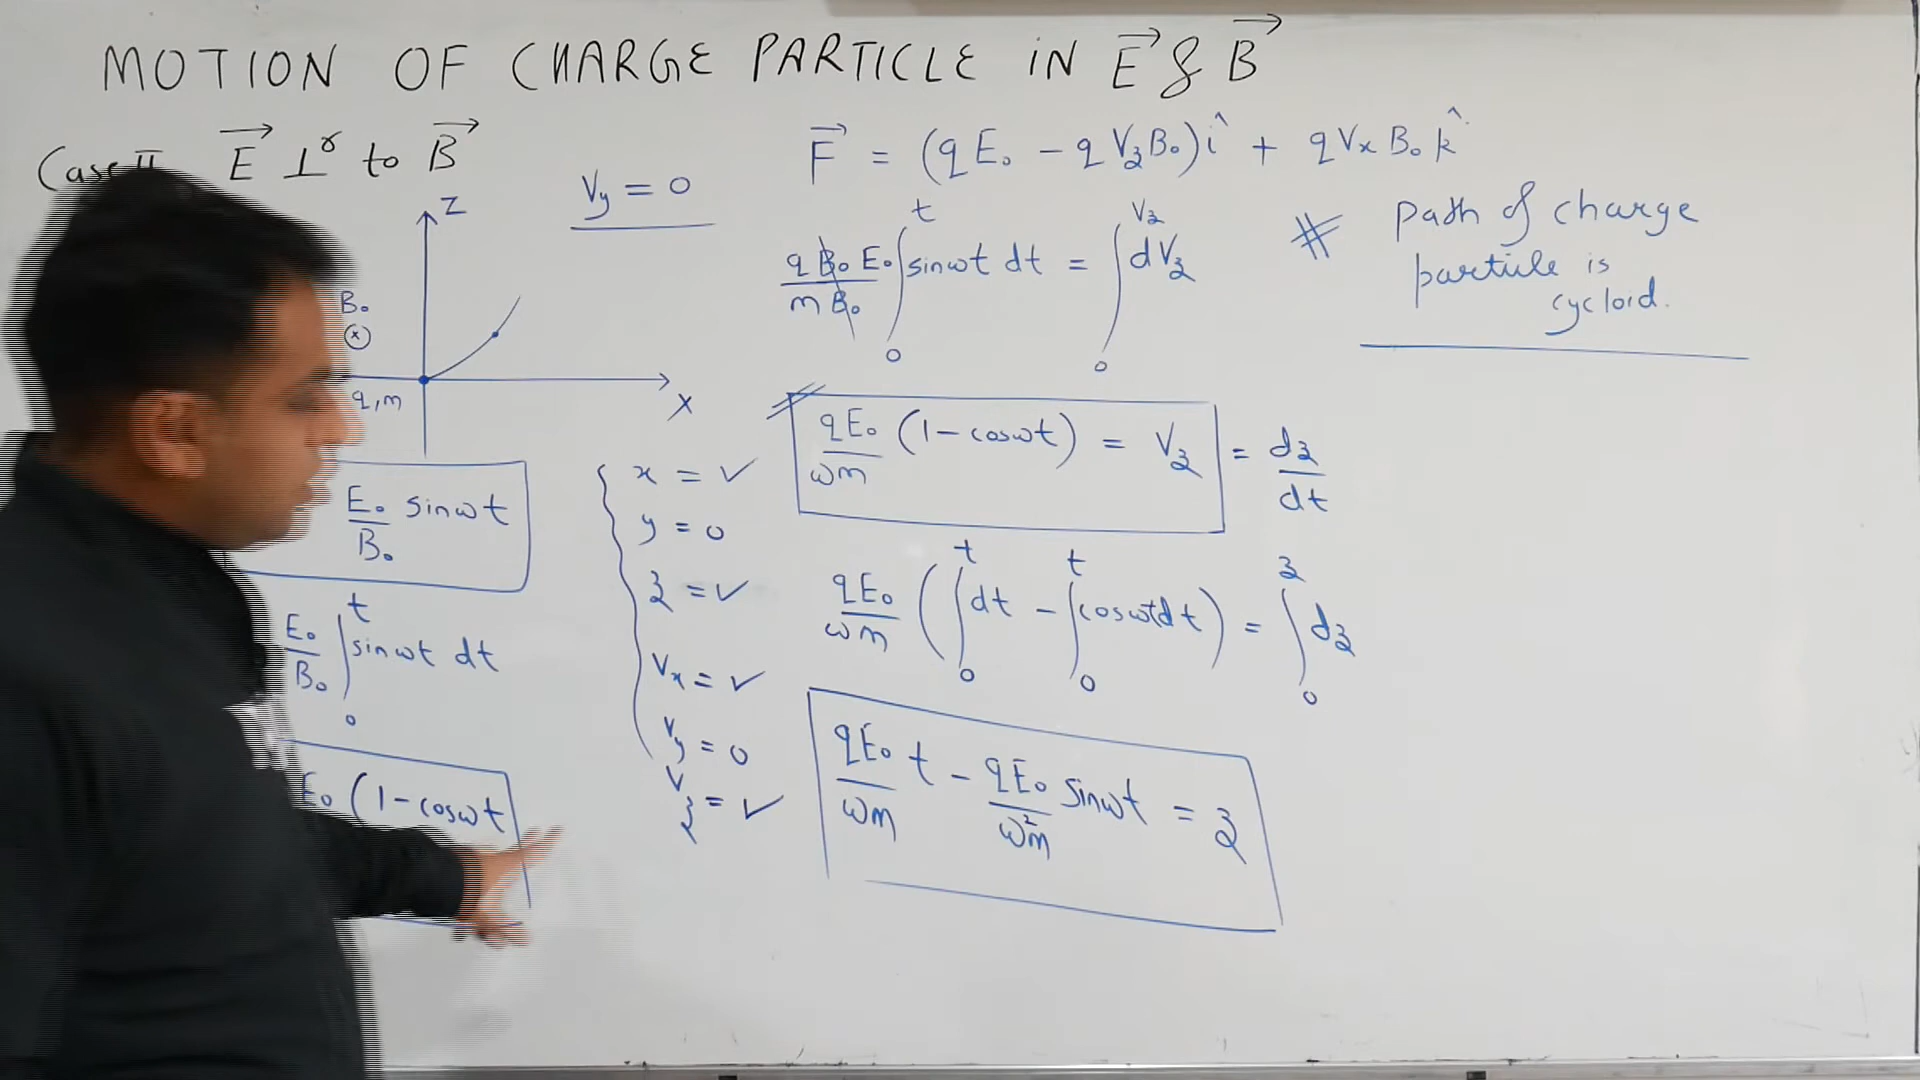 MOTION OF CHARGE PARTICLE IN E⃗ & B⃗
Case II E⃗ ⊥ʳ to B⃗
Vy = 0
F⃗ = (qE₀ - qVzB₀)î + qVxB₀k̂
Z
B₀
q,m
X
E₀/B₀ sinωt
E₀/B₀ ∫₀ᵗ sinωt dt
E₀ (1-cosωt
x = ✓
y = 0
z = ✓
Vx = ✓
Vy = 0
Vz = ✓
qB₀E₀/mB₀ ∫₀ᵗ sinωt dt = ∫₀^Vz dVz
qE₀/ωm (1-cosωt) = Vz = dz/dt
qE₀/ωm (∫₀ᵗ dt - ∫₀ᵗ cosωt dt) = ∫₀ᶻ dz
qE₀/ωm t - qE₀/ω²m sinωt = z
# path of charge
particle is
cycloid.